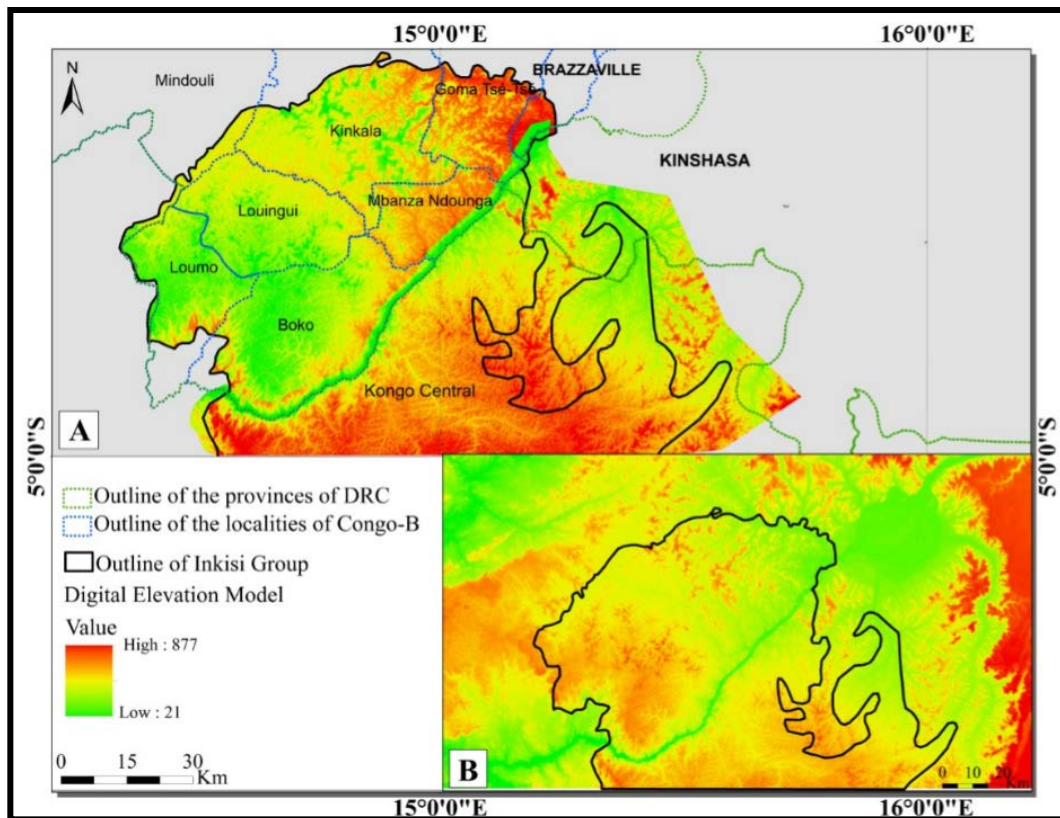 15°0'0"E
16°0'0"E
N
Mindouli
BRAZZAVILLE
Goma Tsé-Tsé
Kinkala
KINSHASA
Mbanza Ndounga
Louingui
Loumo
Boko
Kongo Central
A
5°0'0"S
5°0'0"S
Outline of the provinces of DRC
Outline of the localities of Congo-B
Outline of Inkisi Group
Digital Elevation Model
Value
High : 877
Low : 21
0 15 30
Km
B
0 10 20
Km
15°0'0"E
16°0'0"E